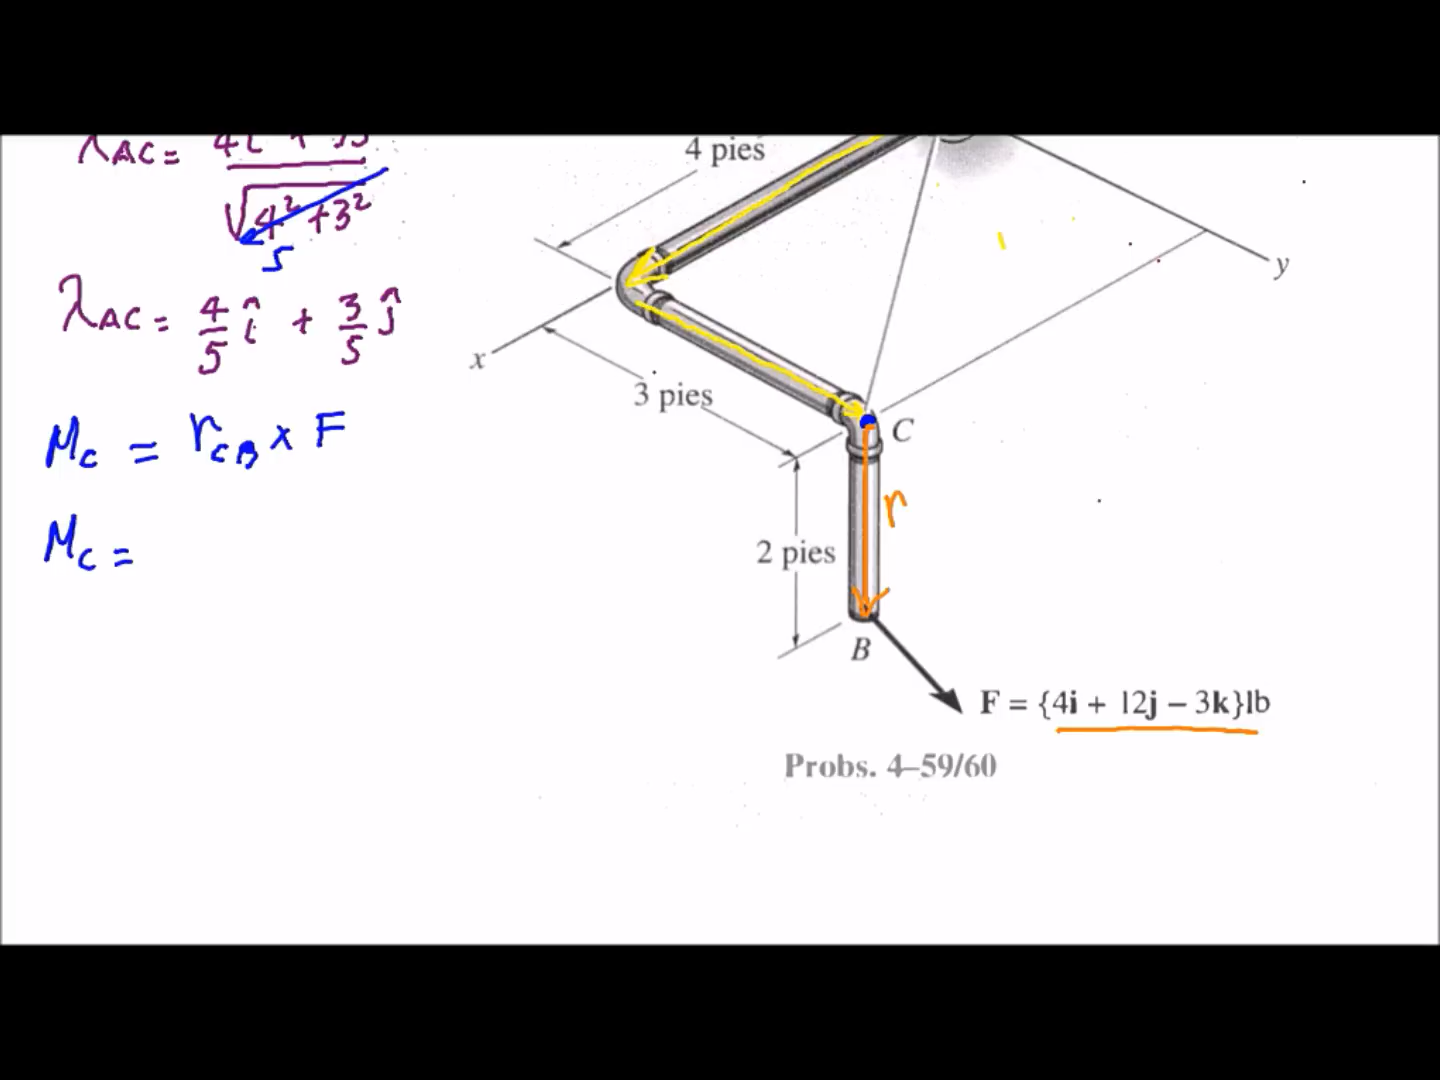 λAC = 4i + 3j
√4² + 3²
5
4 pies
λAC = 4/5 î + 3/5 ĵ
y
x
3 pies
C
Mc = rCB x F
r
Mc =
2 pies
B
F = {4i + 12j − 3k}lb
Probs. 4–59/60